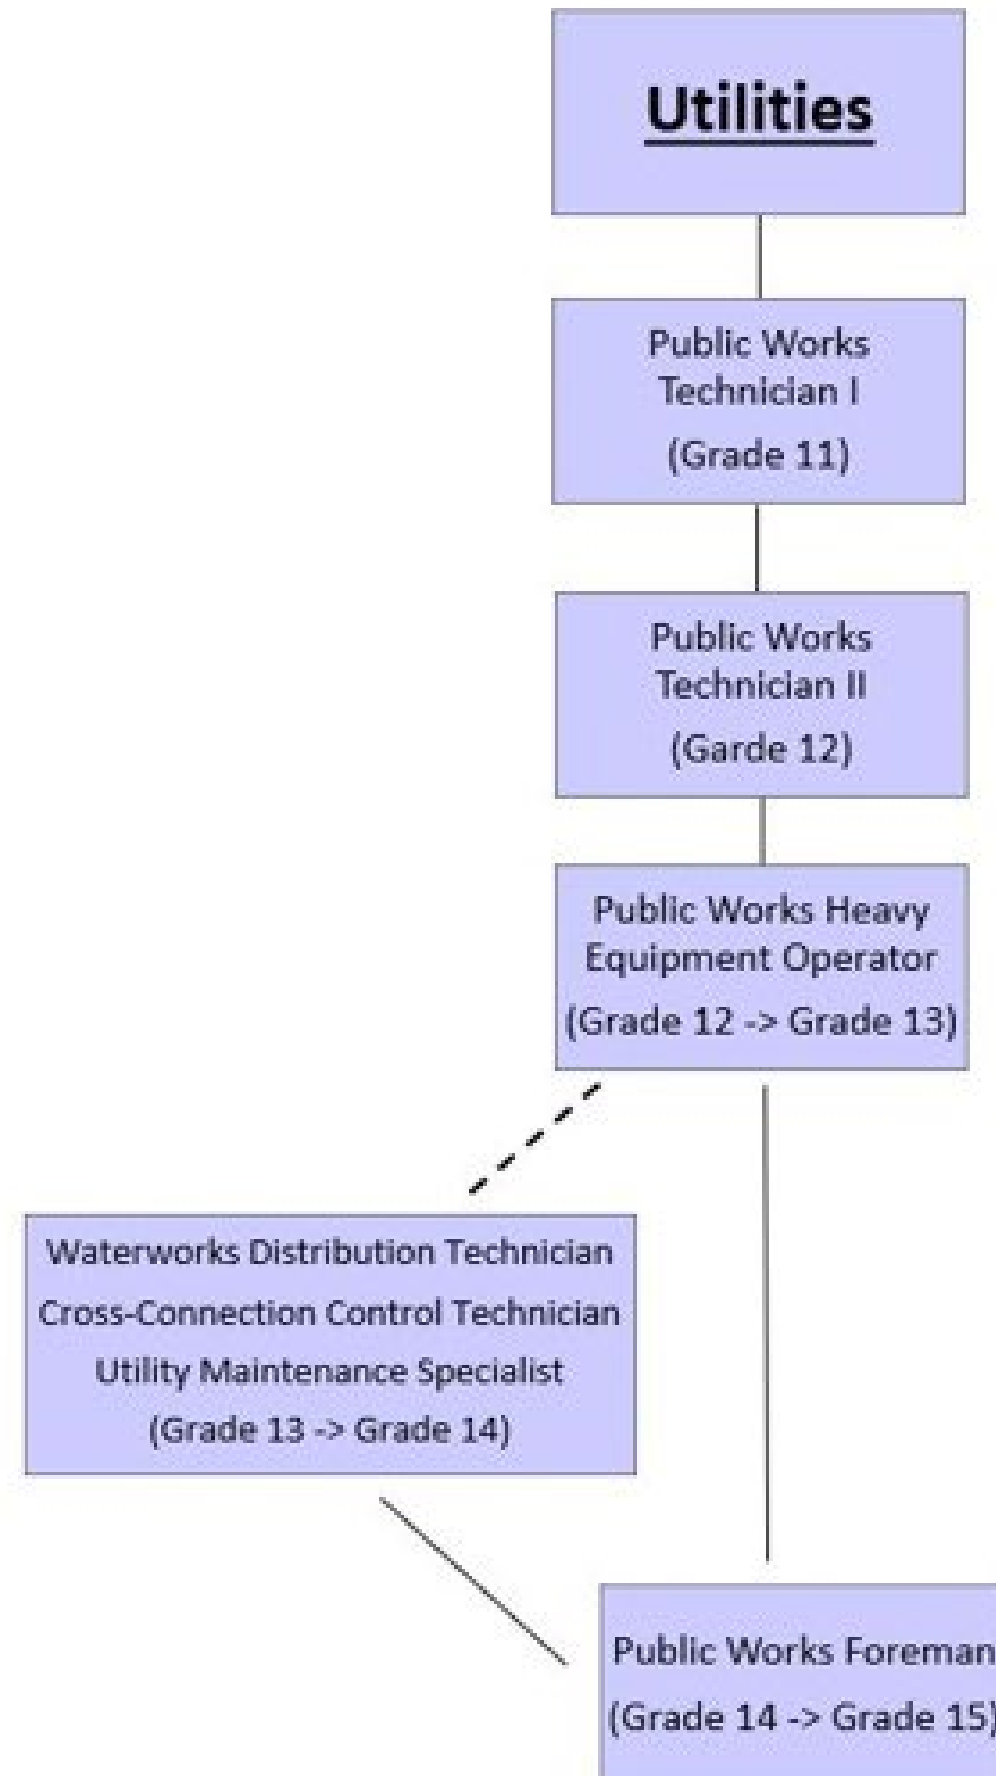 Utilities
Public Works
Technician I
(Grade 11)
Public Works
Technician II
(Garde 12)
Public Works Heavy
Equipment Operator
(Grade 12 -> Grade 13)
Waterworks Distribution Technician
Cross-Connection Control Technician
Utility Maintenance Specialist
(Grade 13 -> Grade 14)
Public Works Foreman
(Grade 14 -> Grade 15)